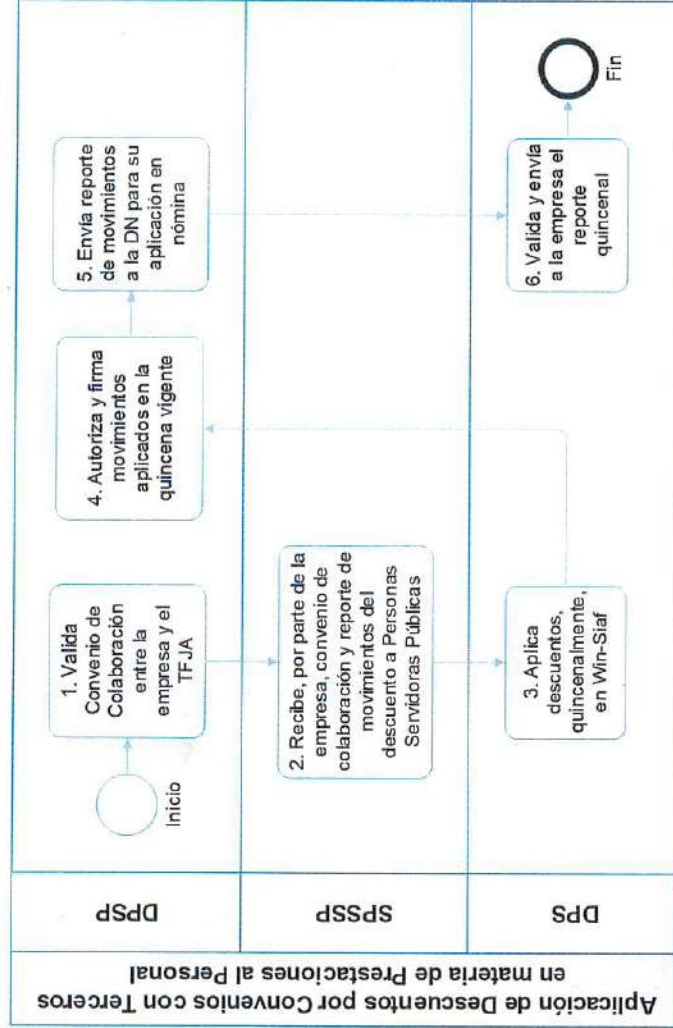 Aplicación de Descuentos por Convenios con Terceros
en materia de Prestaciones al Personal
DPSP
Inicio
1. Valida
Convenio de
Colaboración
entre la
empresa y el
TFJA
4. Autoriza y firma
movimientos
aplicados en la
quincena vigente
5. Envía reporte
de movimientos
a la DN para su
aplicación en
nómina
SPSSP
2. Recibe, por parte de la
empresa, convenio de
colaboración y reporte de
movimientos del
descuento a Personas
Servidoras Públicas
DPS
3. Aplica
descuentos,
quincenalmente,
en Win-Siaf
6. Valida y envía
a la empresa el
reporte
quincenal
Fin